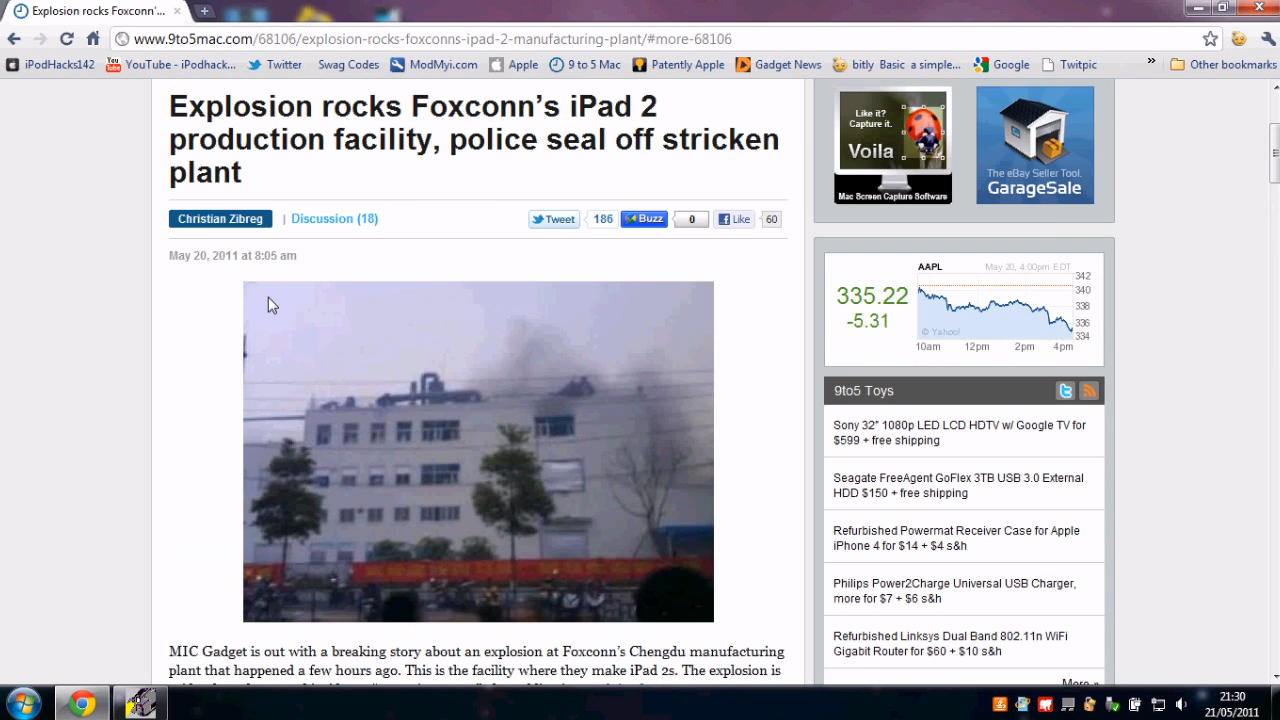 Explosion rocks Foxconn'...
www.9to5mac.com/68106/explosion-rocks-foxconns-ipad-2-manufacturing-plant/#more-68106
iPodHacks142
YouTube - iPodhack...
Twitter
Swag Codes
ModMyi.com
Apple
9 to 5 Mac
Patently Apple
Gadget News
bitly Basic a simple...
Google
Twitpic
»
Other bookmarks
Explosion rocks Foxconn’s iPad 2
production facility, police seal off stricken
plant
Christian Zibreg | Discussion (18)
Tweet 186 Buzz 0 Like 60
May 20, 2011 at 8:05 am
MIC Gadget is out with a breaking story about an explosion at Foxconn’s Chengdu manufacturing
plant that happened a few hours ago. This is the facility where they make iPad 2s. The explosion is
Like it?
Capture it.
Voila
Mac Screen Capture Software
The eBay Seller Tool.
GarageSale
AAPL May 20, 4:00pm EDT
335.22
-5.31
342
340
338
336
334
© Yahoo!
10am 12pm 2pm 4pm
9to5 Toys
Sony 32" 1080p LED LCD HDTV w/ Google TV for
$599 + free shipping
Seagate FreeAgent GoFlex 3TB USB 3.0 External
HDD $150 + free shipping
Refurbished Powermat Receiver Case for Apple
iPhone 4 for $14 + $4 s&h
Philips Power2Charge Universal USB Charger,
more for $7 + $6 s&h
Refurbished Linksys Dual Band 802.11n WiFi
Gigabit Router for $60 + $10 s&h
More »
21:30
21/05/2011